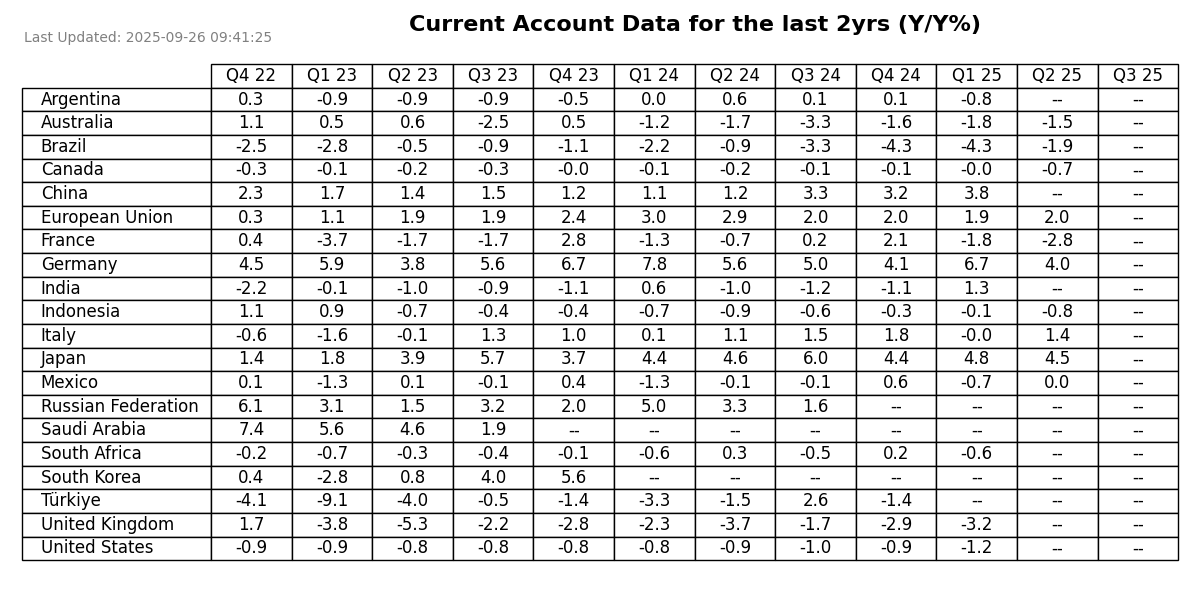 Current Account Data for the last 2yrs (Y/Y%)
Last Updated: 2025-09-26 09:41:25
Q4 22 Q1 23 Q2 23 Q3 23 Q4 23 Q1 24 Q2 24 Q3 24 Q4 24 Q1 25 Q2 25 Q3 25
Argentina 0.3 -0.9 -0.9 -0.9 -0.5 0.0 0.6 0.1 0.1 -0.8 -- --
Australia 1.1 0.5 0.6 -2.5 0.5 -1.2 -1.7 -3.3 -1.6 -1.8 -1.5 --
Brazil -2.5 -2.8 -0.5 -0.9 -1.1 -2.2 -0.9 -3.3 -4.3 -4.3 -1.9 --
Canada -0.3 -0.1 -0.2 -0.3 -0.0 -0.1 -0.2 -0.1 -0.1 -0.0 -0.7 --
China 2.3 1.7 1.4 1.5 1.2 1.1 1.2 3.3 3.2 3.8 -- --
European Union 0.3 1.1 1.9 1.9 2.4 3.0 2.9 2.0 2.0 1.9 2.0 --
France 0.4 -3.7 -1.7 -1.7 2.8 -1.3 -0.7 0.2 2.1 -1.8 -2.8 --
Germany 4.5 5.9 3.8 5.6 6.7 7.8 5.6 5.0 4.1 6.7 4.0 --
India -2.2 -0.1 -1.0 -0.9 -1.1 0.6 -1.0 -1.2 -1.1 1.3 -- --
Indonesia 1.1 0.9 -0.7 -0.4 -0.4 -0.7 -0.9 -0.6 -0.3 -0.1 -0.8 --
Italy -0.6 -1.6 -0.1 1.3 1.0 0.1 1.1 1.5 1.8 -0.0 1.4 --
Japan 1.4 1.8 3.9 5.7 3.7 4.4 4.6 6.0 4.4 4.8 4.5 --
Mexico 0.1 -1.3 0.1 -0.1 0.4 -1.3 -0.1 -0.1 0.6 -0.7 0.0 --
Russian Federation 6.1 3.1 1.5 3.2 2.0 5.0 3.3 1.6 -- -- -- --
Saudi Arabia 7.4 5.6 4.6 1.9 -- -- -- -- -- -- -- --
South Africa -0.2 -0.7 -0.3 -0.4 -0.1 -0.6 0.3 -0.5 0.2 -0.6 -- --
South Korea 0.4 -2.8 0.8 4.0 5.6 -- -- -- -- -- -- --
Türkiye -4.1 -9.1 -4.0 -0.5 -1.4 -3.3 -1.5 2.6 -1.4 -- -- --
United Kingdom 1.7 -3.8 -5.3 -2.2 -2.8 -2.3 -3.7 -1.7 -2.9 -3.2 -- --
United States -0.9 -0.9 -0.8 -0.8 -0.8 -0.8 -0.9 -1.0 -0.9 -1.2 -- --